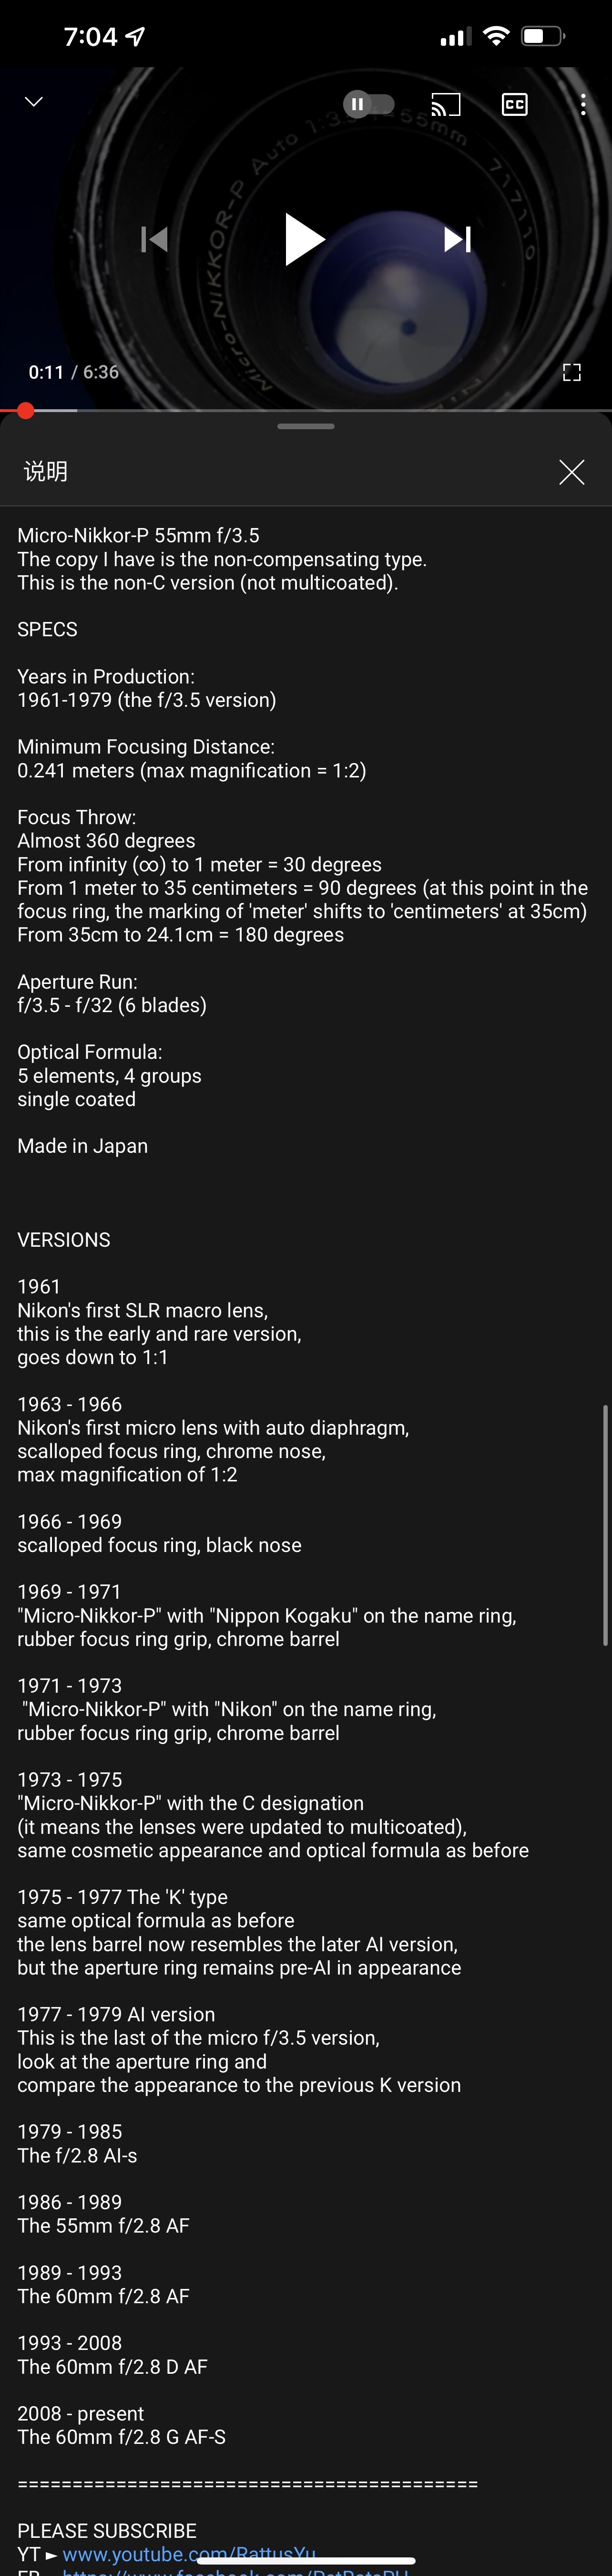 7:04
Micro-NIKKOR-P Auto 1:3.5 55mm 717110
CC
0:11 / 6:36
说明
Micro-Nikkor-P 55mm f/3.5
The copy I have is the non-compensating type.
This is the non-C version (not multicoated).
SPECS
Years in Production:
1961-1979 (the f/3.5 version)
Minimum Focusing Distance:
0.241 meters (max magnification = 1:2)
Focus Throw:
Almost 360 degrees
From infinity (∞) to 1 meter = 30 degrees
From 1 meter to 35 centimeters = 90 degrees (at this point in the
focus ring, the marking of 'meter' shifts to 'centimeters' at 35cm)
From 35cm to 24.1cm = 180 degrees
Aperture Run:
f/3.5 - f/32 (6 blades)
Optical Formula:
5 elements, 4 groups
single coated
Made in Japan
VERSIONS
1961
Nikon's first SLR macro lens,
this is the early and rare version,
goes down to 1:1
1963 - 1966
Nikon's first micro lens with auto diaphragm,
scalloped focus ring, chrome nose,
max magnification of 1:2
1966 - 1969
scalloped focus ring, black nose
1969 - 1971
"Micro-Nikkor-P" with "Nippon Kogaku" on the name ring,
rubber focus ring grip, chrome barrel
1971 - 1973
"Micro-Nikkor-P" with "Nikon" on the name ring,
rubber focus ring grip, chrome barrel
1973 - 1975
"Micro-Nikkor-P" with the C designation
(it means the lenses were updated to multicoated),
same cosmetic appearance and optical formula as before
1975 - 1977 The 'K' type
same optical formula as before
the lens barrel now resembles the later AI version,
but the aperture ring remains pre-AI in appearance
1977 - 1979 AI version
This is the last of the micro f/3.5 version,
look at the aperture ring and
compare the appearance to the previous K version
1979 - 1985
The f/2.8 AI-s
1986 - 1989
The 55mm f/2.8 AF
1989 - 1993
The 60mm f/2.8 AF
1993 - 2008
The 60mm f/2.8 D AF
2008 - present
The 60mm f/2.8 G AF-S
==========================================
PLEASE SUBSCRIBE
YT ► www.youtube.com/RattusYu